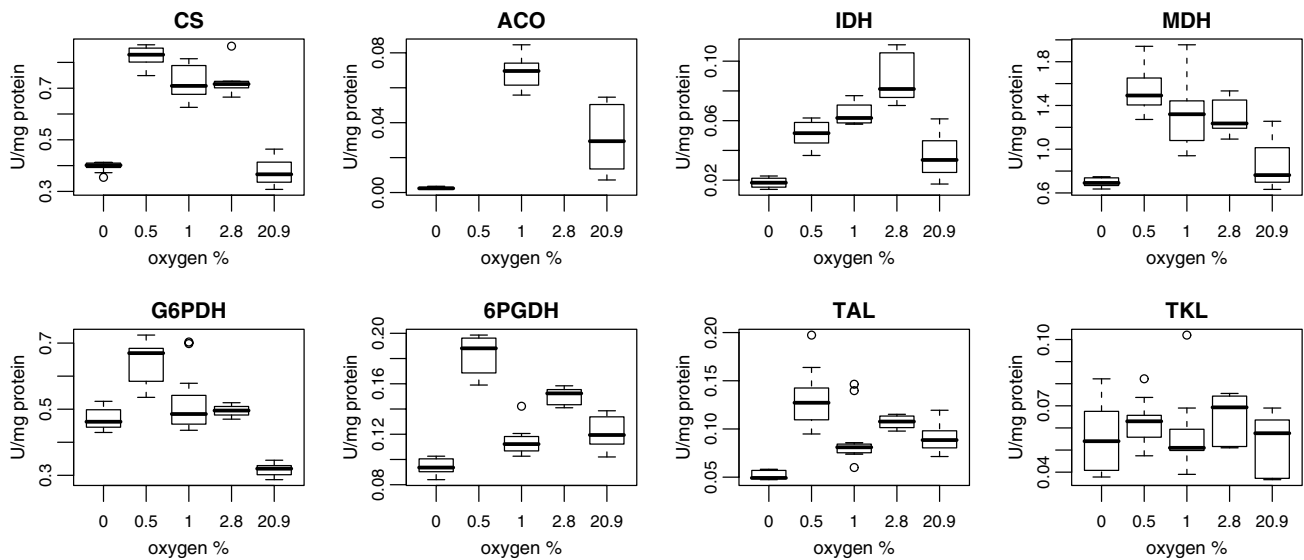 CS ACO IDH MDH
U/mg protein 0.3 0.7
U/mg protein 0.00 0.04 0.08
U/mg protein 0.02 0.06 0.10
U/mg protein 0.6 1.0 1.4 1.8
0 0.5 1 2.8 20.9 0 0.5 1 2.8 20.9 0 0.5 1 2.8 20.9 0 0.5 1 2.8 20.9
oxygen % oxygen % oxygen % oxygen %
G6PDH 6PGDH TAL TKL
U/mg protein 0.3 0.5 0.7
U/mg protein 0.08 0.12 0.16 0.20
U/mg protein 0.05 0.10 0.15 0.20
U/mg protein 0.04 0.07 0.10
0 0.5 1 2.8 20.9 0 0.5 1 2.8 20.9 0 0.5 1 2.8 20.9 0 0.5 1 2.8 20.9
oxygen % oxygen % oxygen % oxygen %